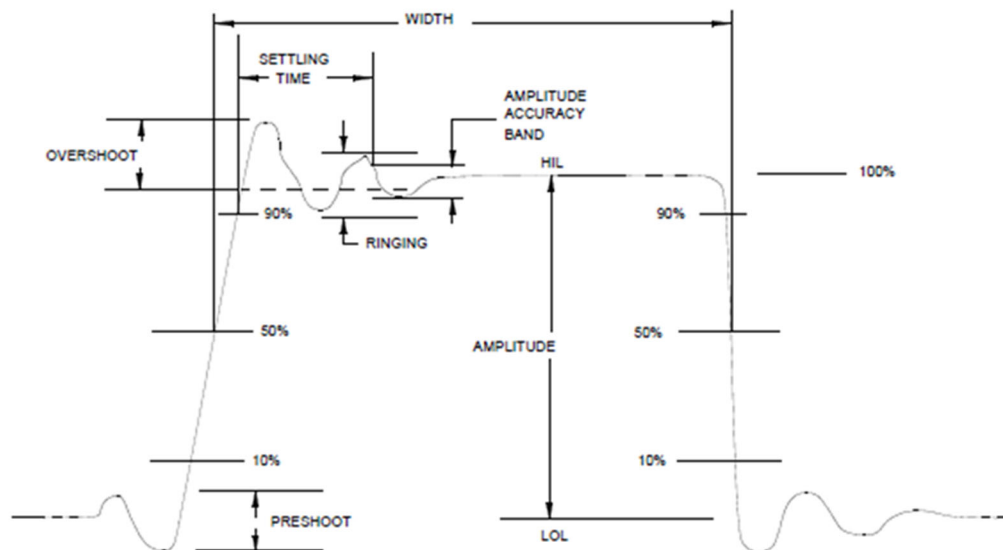 WIDTH
SETTLING
TIME
AMPLITUDE
ACCURACY
BAND
OVERSHOOT
HIL
100%
90%
90%
RINGING
50%
50%
AMPLITUDE
10%
10%
PRESHOOT
LOL